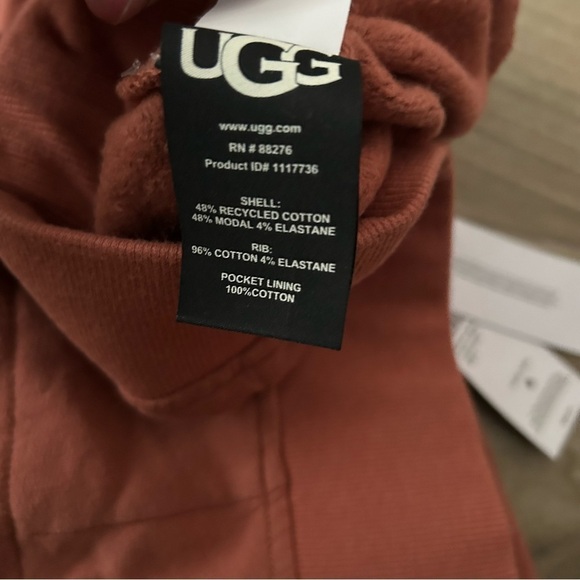 UGG
www.ugg.com
RN # 88276
Product ID# 1117736
SHELL:
48% RECYCLED COTTON
48% MODAL 4% ELASTANE
RIB:
96% COTTON 4% ELASTANE
POCKET LINING
100%COTTON